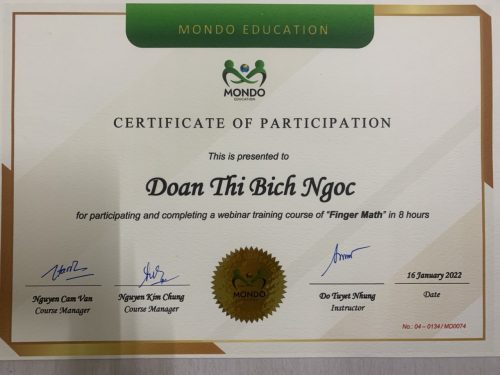 MONDO EDUCATION
MONDO
EDUCATION
CERTIFICATE OF PARTICIPATION
This is presented to
Doan Thi Bich Ngoc
for participating and completing a webinar training course of "Finger Math" in 8 hours
Nguyen Cam Van
Course Manager
Nguyen Kim Chung
Course Manager
MONDO
EDUCATION
Do Tuyet Nhung
Instructor
16 January 2022
Date
No.: 04 – 0134 / MD0074